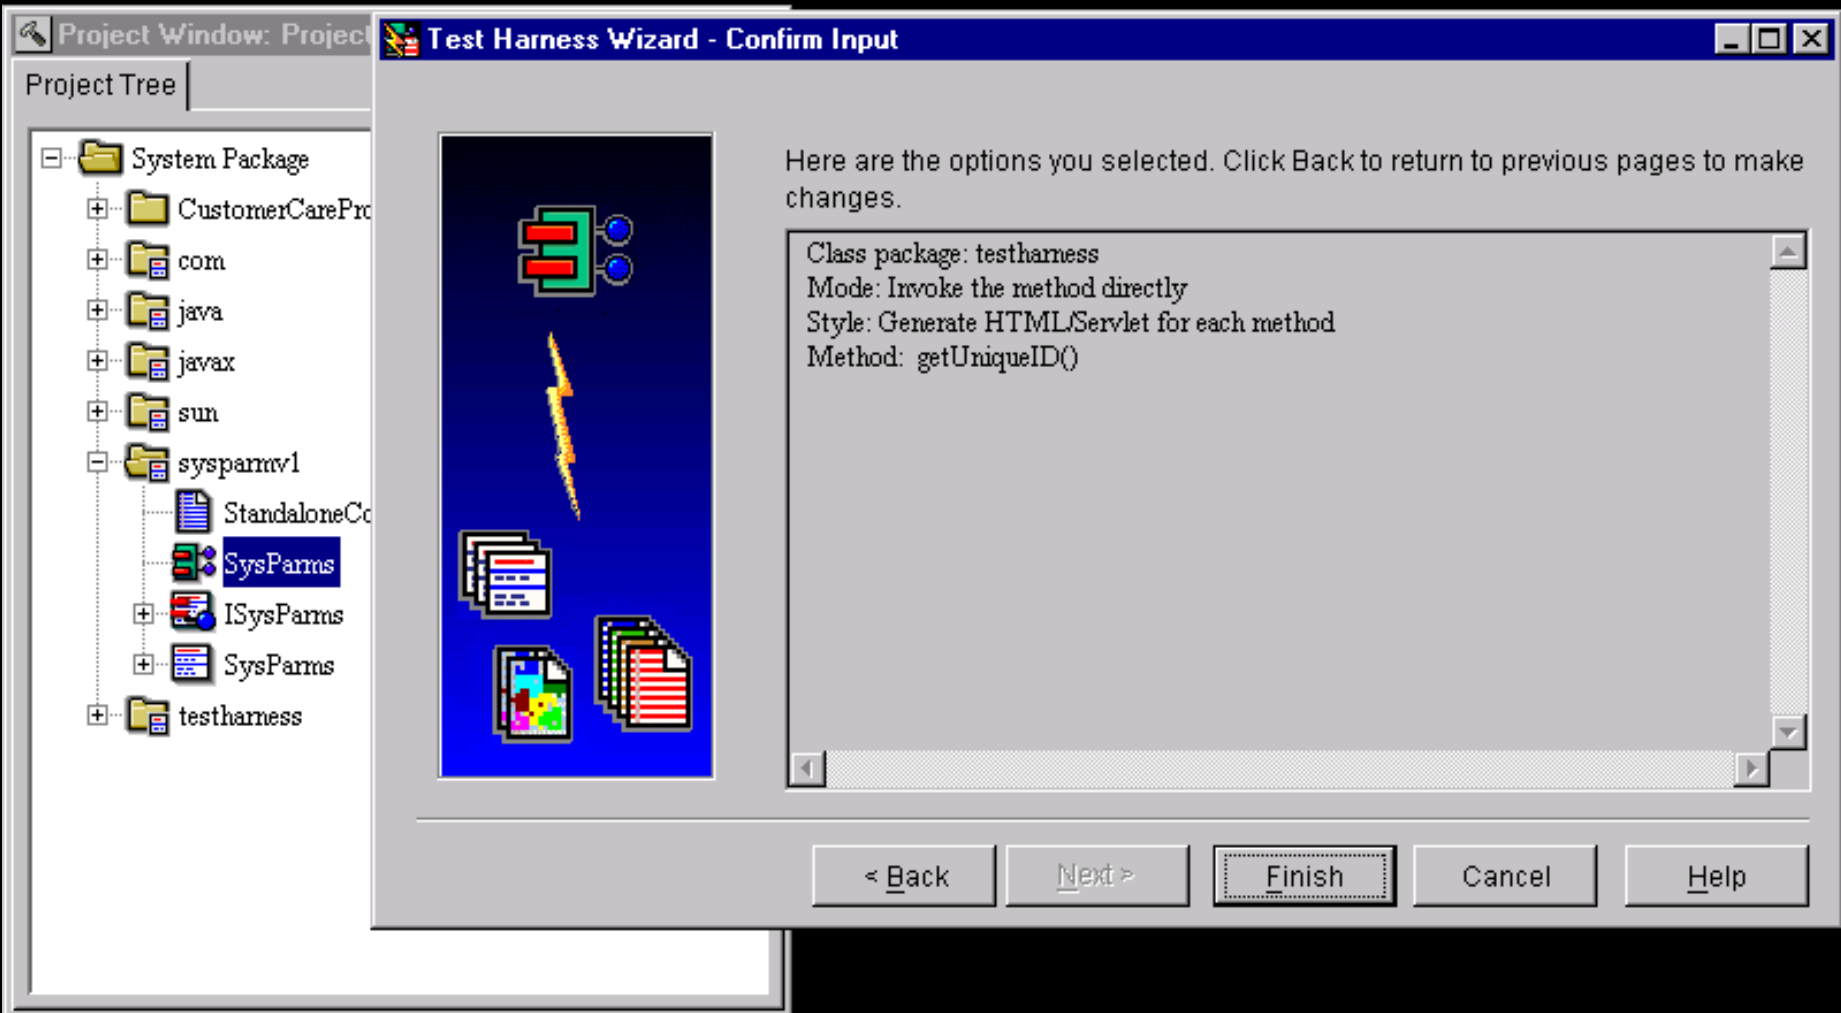 Project Window: Project
Project Tree
System Package
CustomerCarePro
com
java
javax
sun
sysparmv1
StandaloneCo
SysParms
ISysParms
SysParms
testharness
Test Harness Wizard - Confirm Input
Here are the options you selected. Click Back to return to previous pages to make
changes.
Class package: testharness
Mode: Invoke the method directly
Style: Generate HTML/Servlet for each method
Method:  getUniqueID()
< Back
Next >
Finish
Cancel
Help